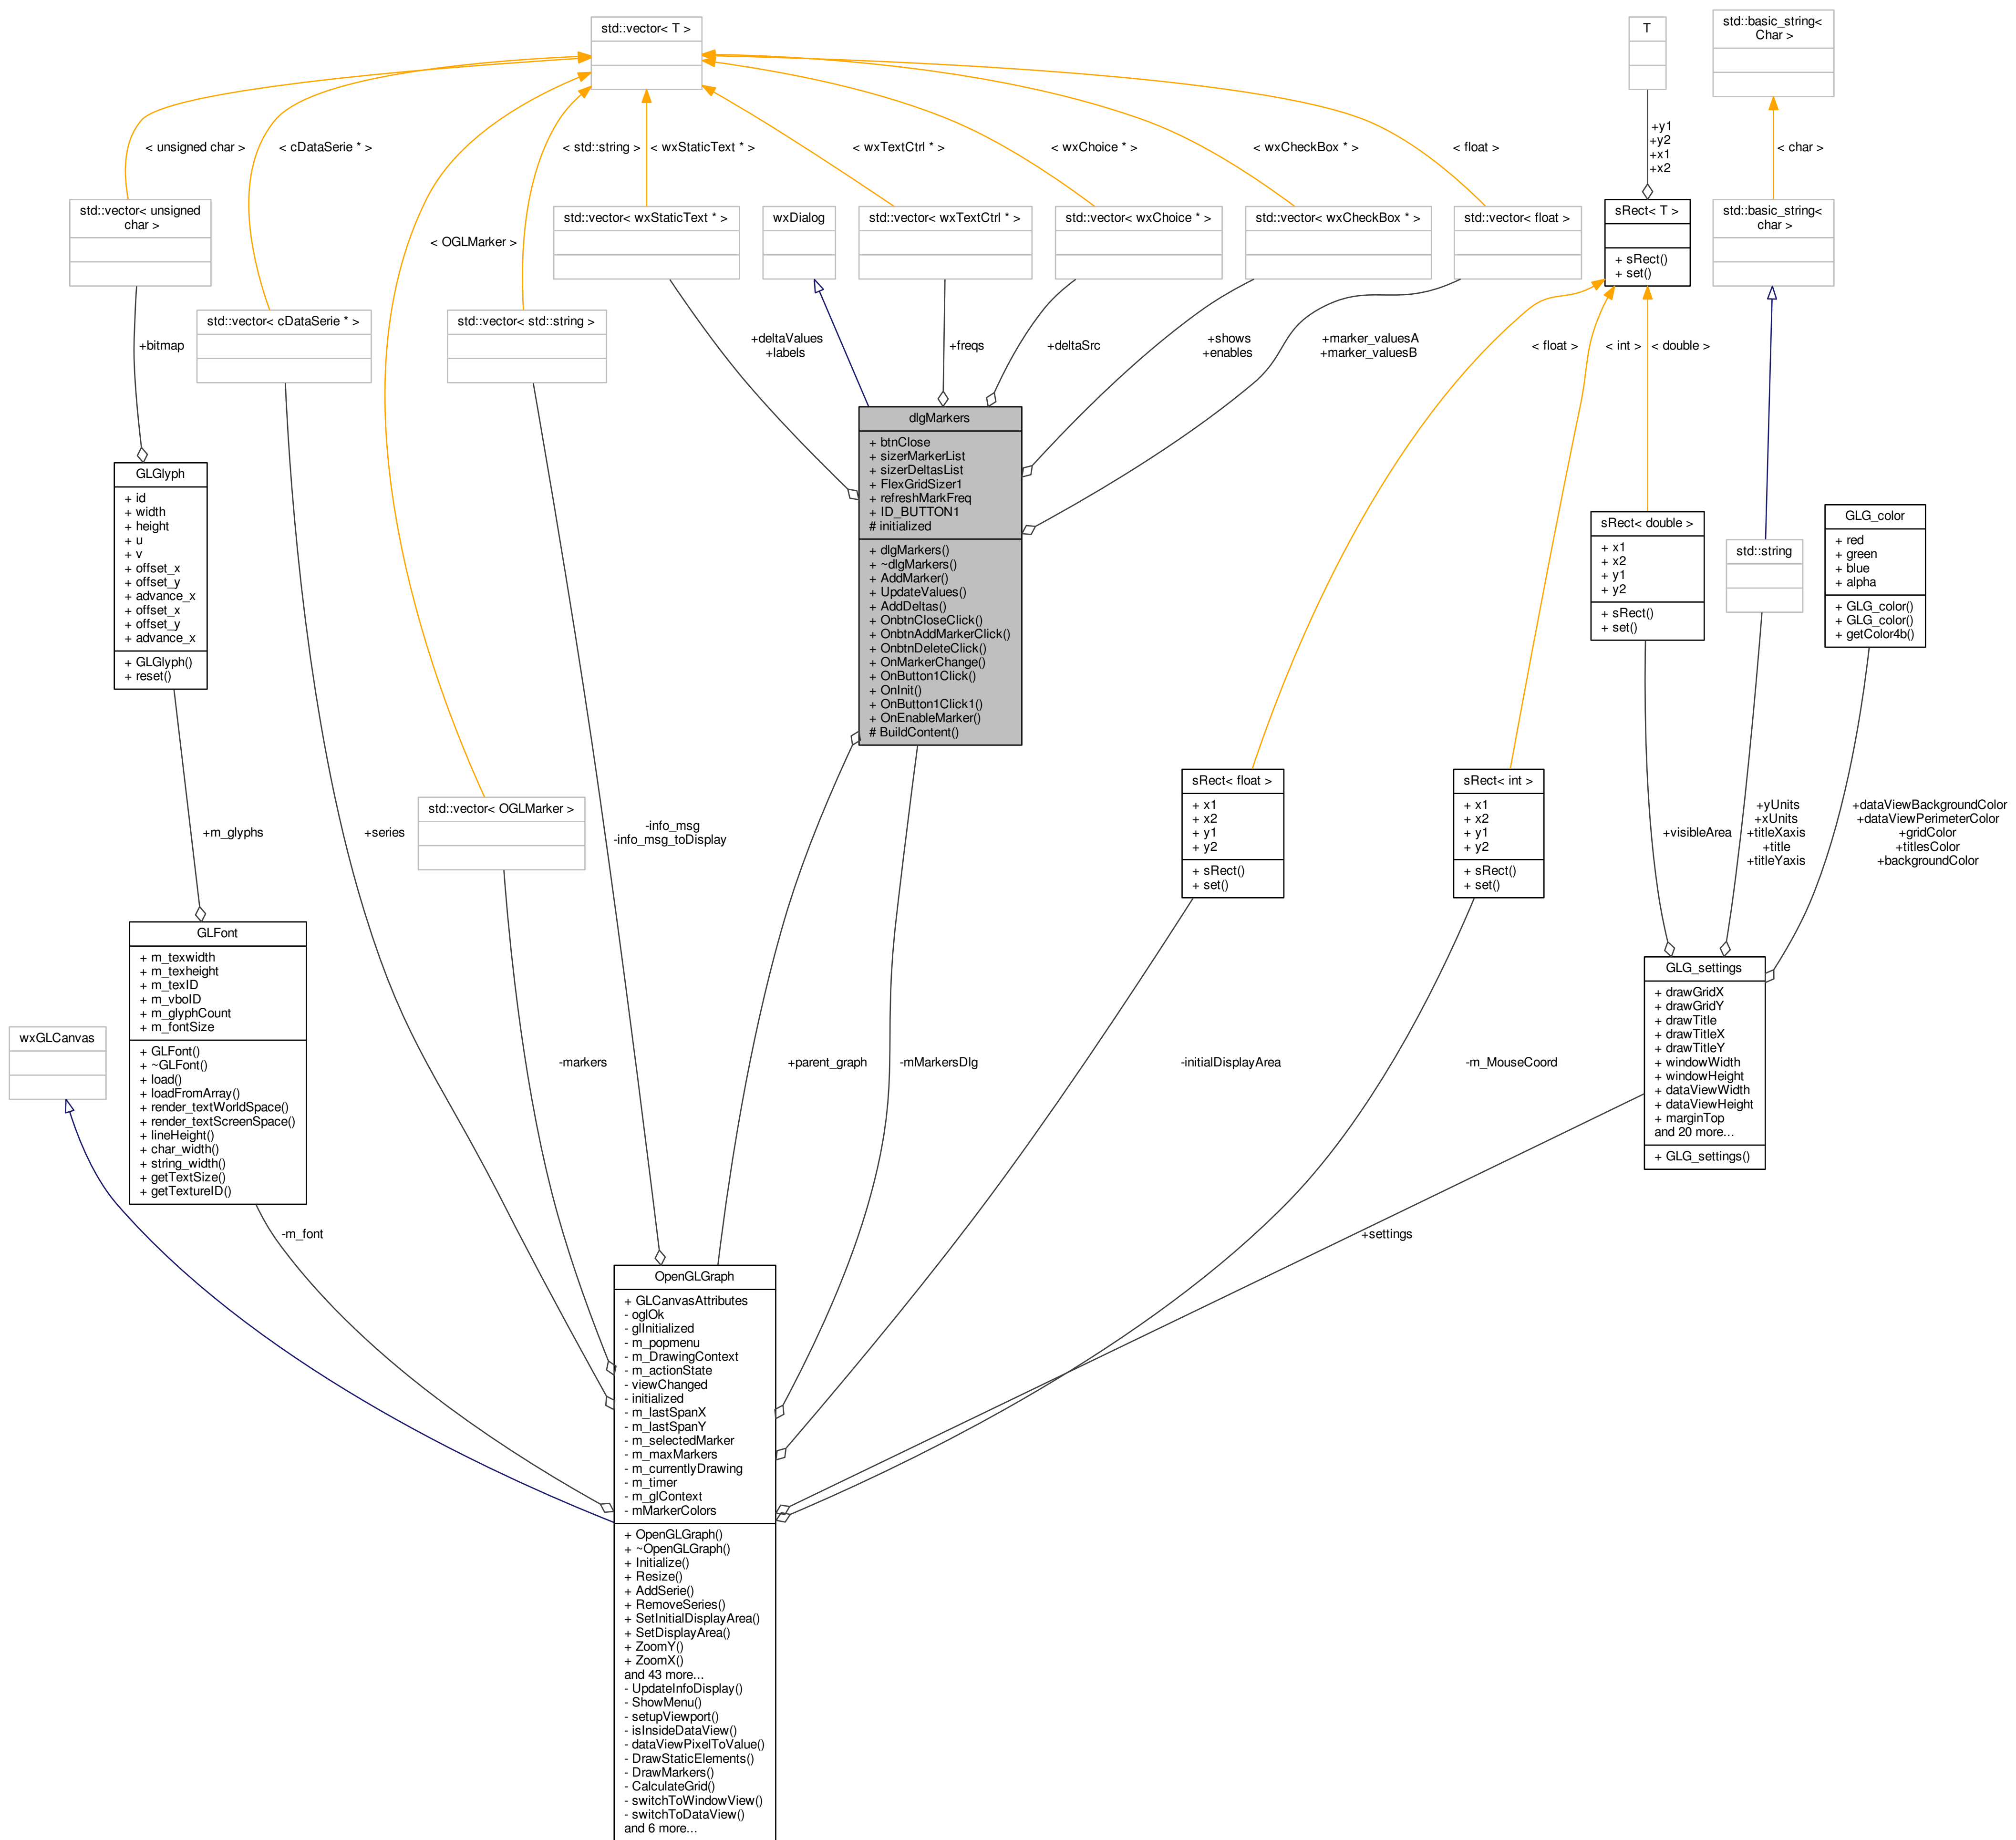 std::vector< T >
T
std::basic_string<
Char >
< unsigned char >
< cDataSerie * >
< std::string >
< wxStaticText * >
< wxTextCtrl * >
< wxChoice * >
< wxCheckBox * >
< float >
+y1
+y2
+x1
+x2
< char >
std::vector< unsigned
char >
< OGLMarker >
std::vector< wxStaticText * >
wxDialog
std::vector< wxTextCtrl * >
std::vector< wxChoice * >
std::vector< wxCheckBox * >
std::vector< float >
sRect< T >
+ sRect()
+ set()
std::basic_string<
char >
std::vector< cDataSerie * >
std::vector< std::string >
+bitmap
+deltaValues
+labels
+freqs
+deltaSrc
+shows
+enables
+marker_valuesA
+marker_valuesB
< float >
< int >
< double >
dlgMarkers
+ btnClose
+ sizerMarkerList
+ sizerDeltasList
+ FlexGridSizer1
+ refreshMarkFreq
+ ID_BUTTON1
# initialized
+ dlgMarkers()
+ ~dlgMarkers()
+ AddMarker()
+ UpdateValues()
+ AddDeltas()
+ OnbtnCloseClick()
+ OnbtnAddMarkerClick()
+ OnbtnDeleteClick()
+ OnMarkerChange()
+ OnButton1Click()
+ OnInit()
+ OnButton1Click1()
+ OnEnableMarker()
# BuildContent()
GLGlyph
+ id
+ width
+ height
+ u
+ v
+ offset_x
+ offset_y
+ advance_x
+ offset_x
+ offset_y
+ advance_x
+ GLGlyph()
+ reset()
sRect< double >
+ x1
+ x2
+ y1
+ y2
+ sRect()
+ set()
std::string
GLG_color
+ red
+ green
+ blue
+ alpha
+ GLG_color()
+ GLG_color()
+ getColor4b()
std::vector< OGLMarker >
sRect< float >
+ x1
+ x2
+ y1
+ y2
+ sRect()
+ set()
sRect< int >
+ x1
+ x2
+ y1
+ y2
+ sRect()
+ set()
+m_glyphs
+series
-info_msg
-info_msg_toDisplay
+visibleArea
+yUnits
+xUnits
+titleXaxis
+title
+titleYaxis
+dataViewBackgroundColor
+dataViewPerimeterColor
+gridColor
+titlesColor
+backgroundColor
GLFont
+ m_texwidth
+ m_texheight
+ m_texID
+ m_vboID
+ m_glyphCount
+ m_fontSize
+ GLFont()
+ ~GLFont()
+ load()
+ loadFromArray()
+ render_textWorldSpace()
+ render_textScreenSpace()
+ lineHeight()
+ char_width()
+ string_width()
+ getTextSize()
+ getTextureID()
wxGLCanvas
-markers
+parent_graph
-mMarkersDlg
-initialDisplayArea
-m_MouseCoord
GLG_settings
+ drawGridX
+ drawGridY
+ drawTitle
+ drawTitleX
+ drawTitleY
+ windowWidth
+ windowHeight
+ dataViewWidth
+ dataViewHeight
+ marginTop
and 20 more...
+ GLG_settings()
-m_font
+settings
OpenGLGraph
+ GLCanvasAttributes
- oglOk
- glInitialized
- m_popmenu
- m_DrawingContext
- m_actionState
- viewChanged
- initialized
- m_lastSpanX
- m_lastSpanY
- m_selectedMarker
- m_maxMarkers
- m_currentlyDrawing
- m_timer
- m_glContext
- mMarkerColors
+ OpenGLGraph()
+ ~OpenGLGraph()
+ Initialize()
+ Resize()
+ AddSerie()
+ RemoveSeries()
+ SetInitialDisplayArea()
+ SetDisplayArea()
+ ZoomY()
+ ZoomX()
and 43 more...
- UpdateInfoDisplay()
- ShowMenu()
- setupViewport()
- isInsideDataView()
- dataViewPixelToValue()
- DrawStaticElements()
- DrawMarkers()
- CalculateGrid()
- switchToWindowView()
- switchToDataView()
and 6 more...